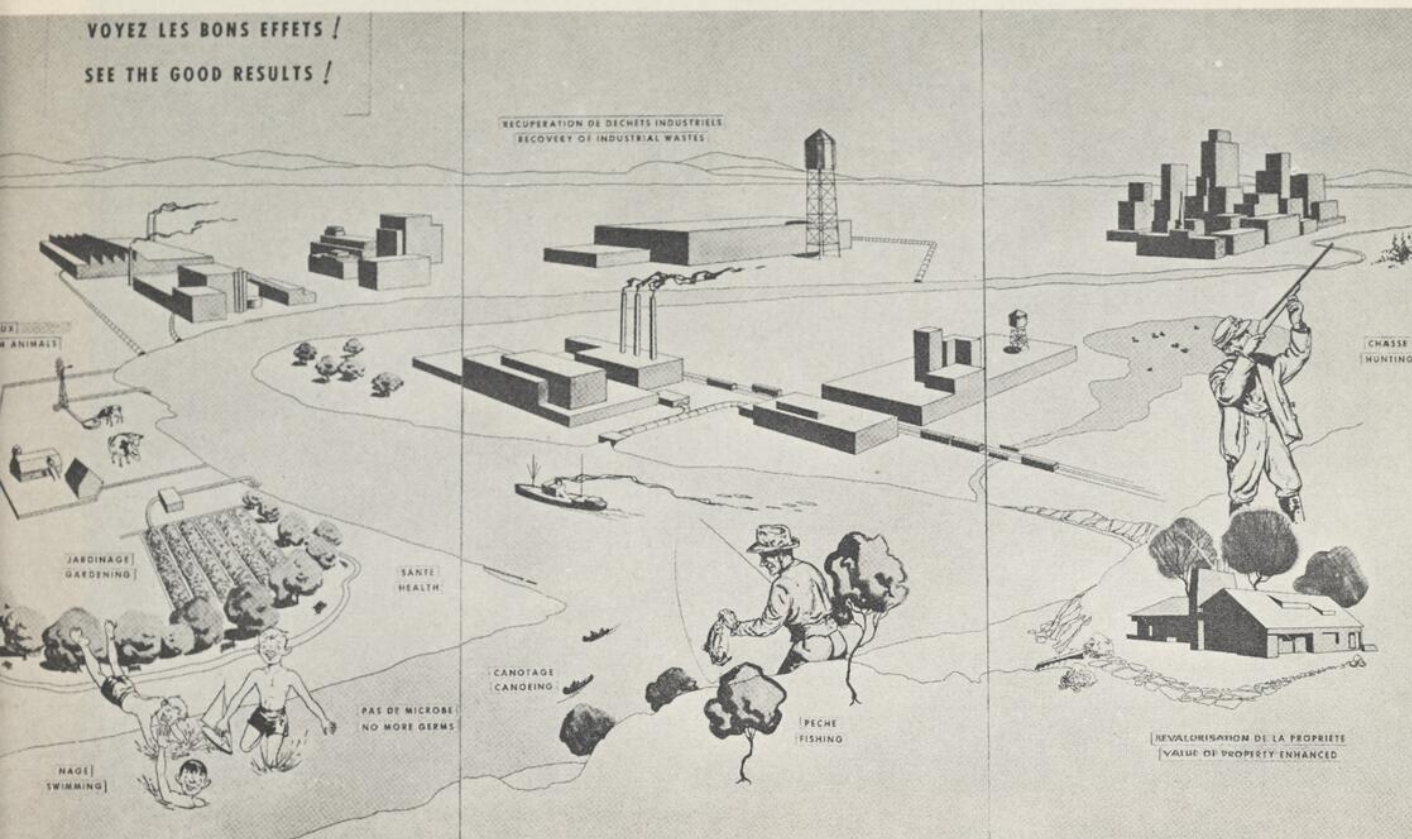 VOYEZ LES BONS EFFETS !
SEE THE GOOD RESULTS !
RECUPERATION DE DECHETS INDUSTRIELS
RECOVERY OF INDUSTRIAL WASTES
ANIMALS
CHASSE
HUNTING
JARDINAGE
GARDENING
SANTE
HEALTH
CANOTAGE
CANOEING
PAS DE MICROBE
NO MORE GERMS
PECHE
FISHING
REVALORISATION DE LA PROPRIETE
VALUE OF PROPERTY ENHANCED
NAGE
SWIMMING